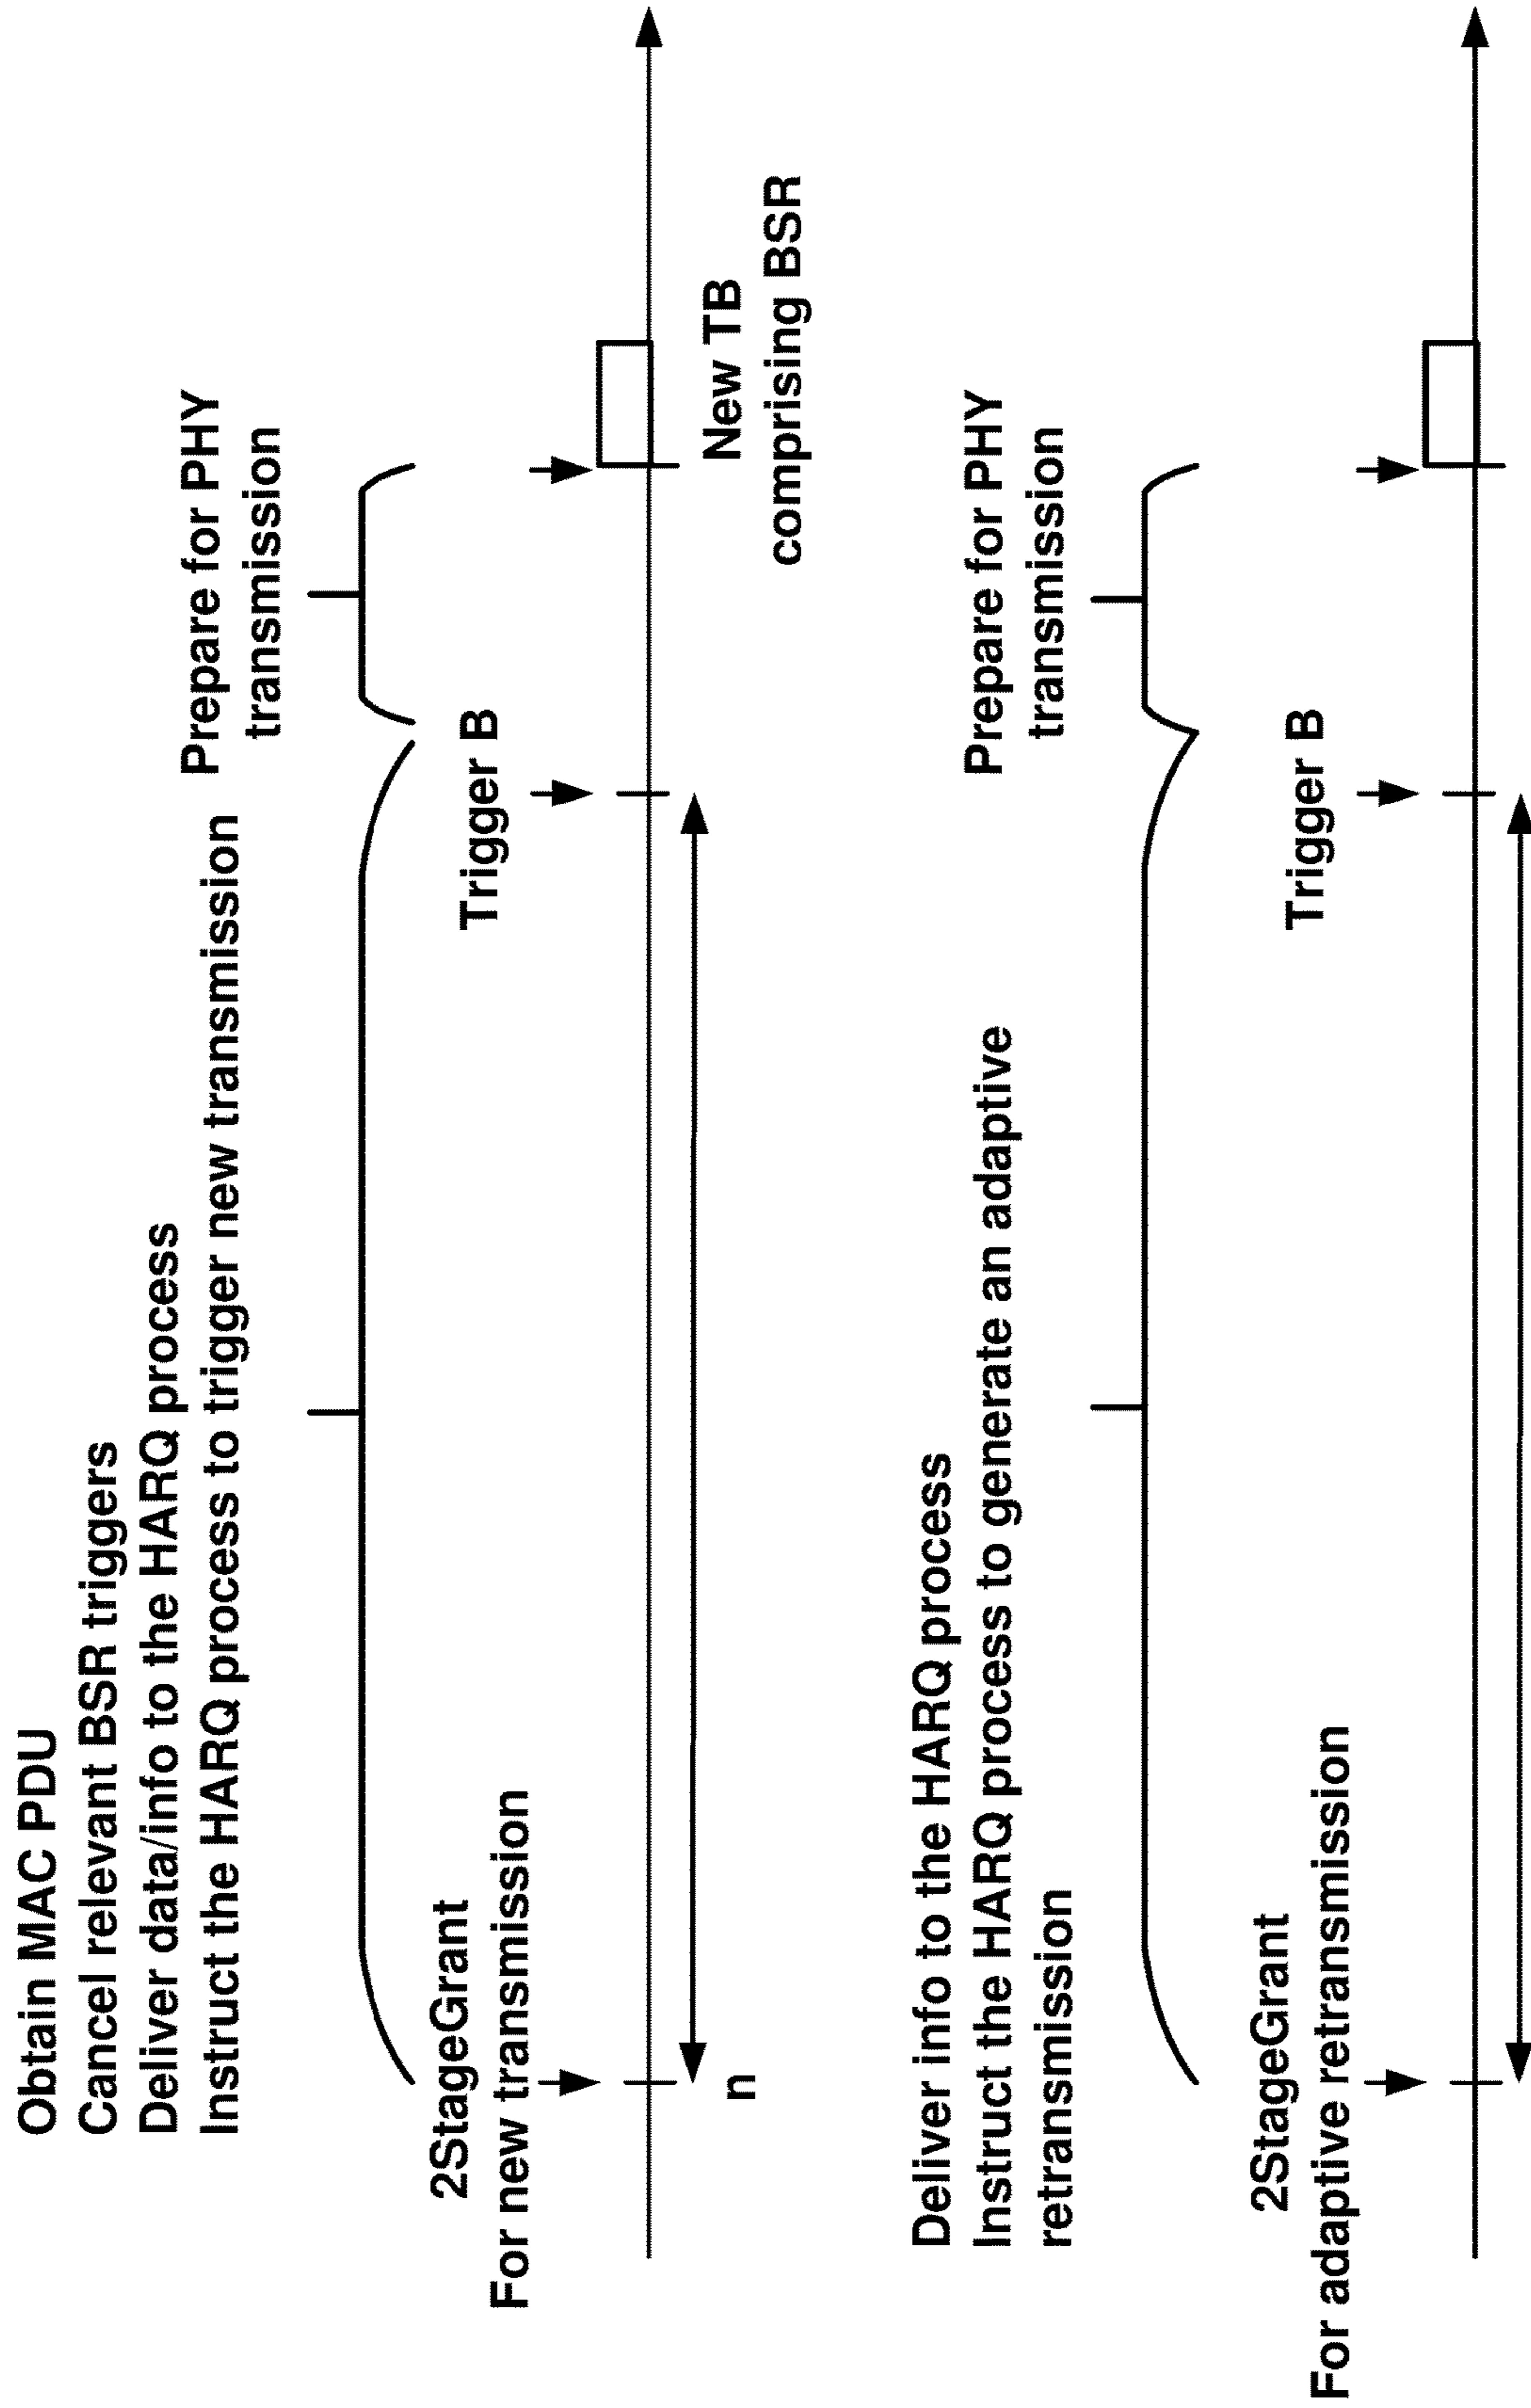 Obtain MAC PDU
Cancel relevant BSR triggers
Deliver data/info to the HARQ process
Instruct the HARQ process to trigger new transmission
Prepare for PHY
transmission
2StageGrant
For new transmission
Trigger B
n
New TB
comprising BSR
Deliver info to the HARQ process
Instruct the HARQ process to generate an adaptive
retransmission
Prepare for PHY
transmission
2StageGrant
For adaptive retransmission
Trigger B